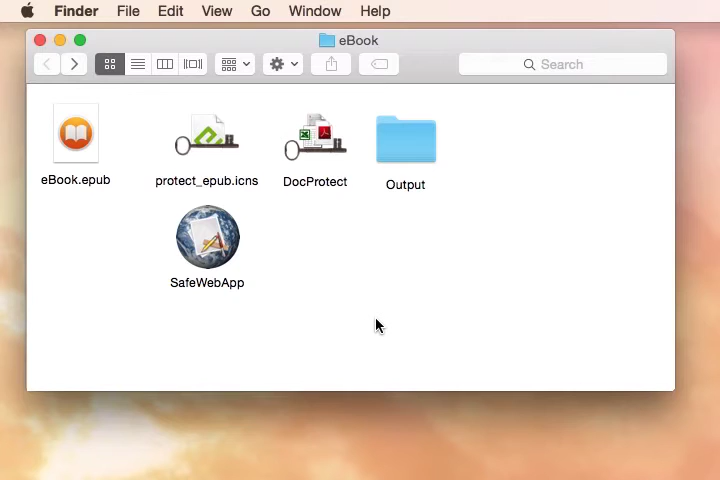 Finder File Edit View Go Window Help
eBook
Search
eBook.epub protect_epub.icns DocProtect Output
SafeWebApp